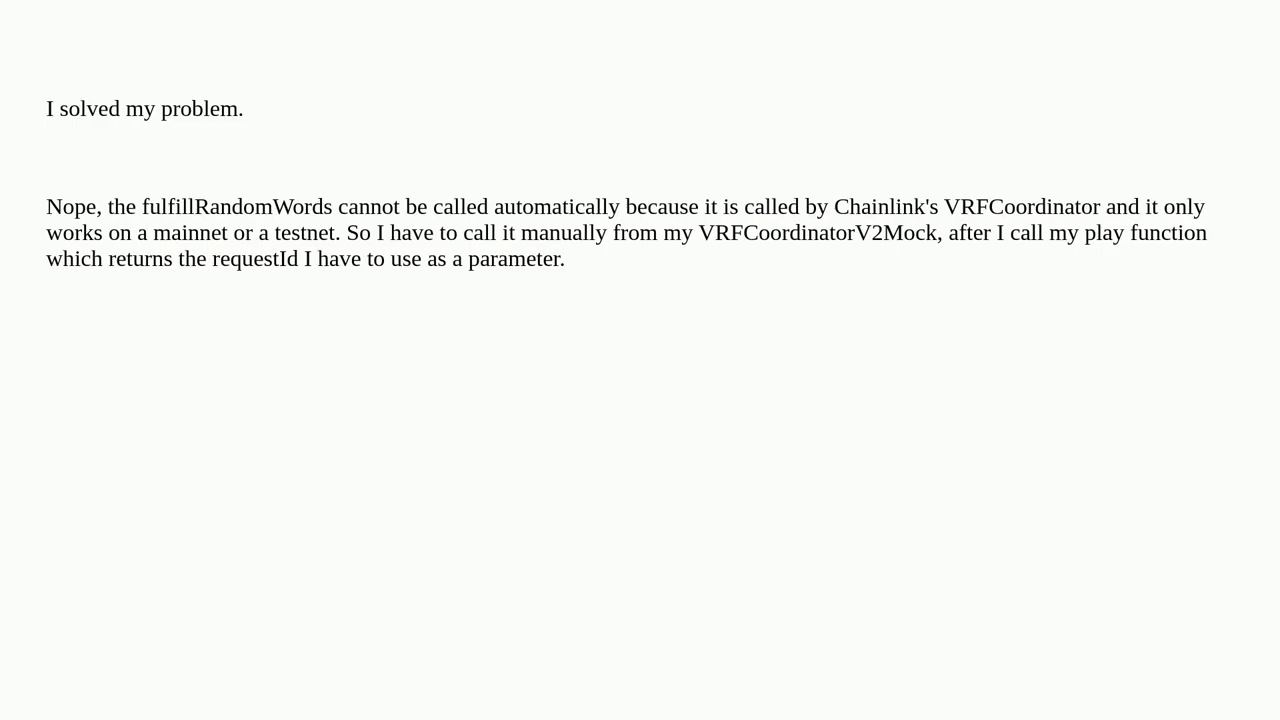 I solved my problem.
Nope, the fulfillRandomWords cannot be called automatically because it is called by Chainlink's VRFCoordinator and it only
works on a mainnet or a testnet. So I have to call it manually from my VRFCoordinatorV2Mock, after I call my play function
which returns the requestId I have to use as a parameter.